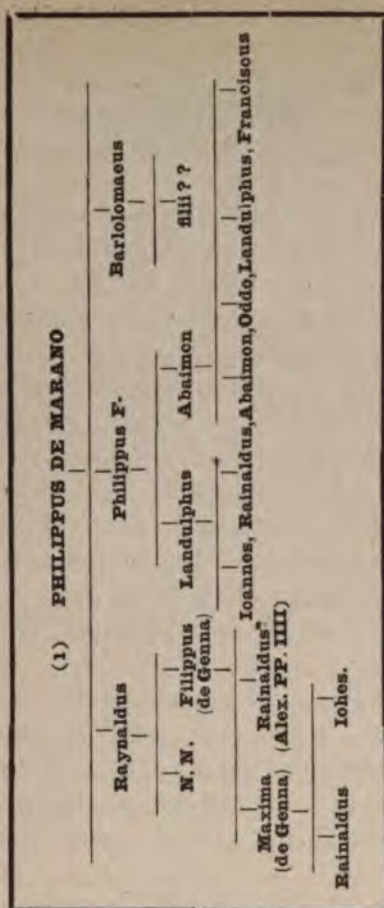 (1) PHILIPPUS DE MARANO
Raynaldus Philippus F. Barlolomaeus
N. N. Filippus Landulphus Abaimon filii ? ?
(de Genna)
Maxima Rainaldus" Ioannes, Rainaldus, Abaimon, Oddo, Landulphus, Franciscus
(de Genna) (Alex. PP. IIII)
Rainaldus Iohes.